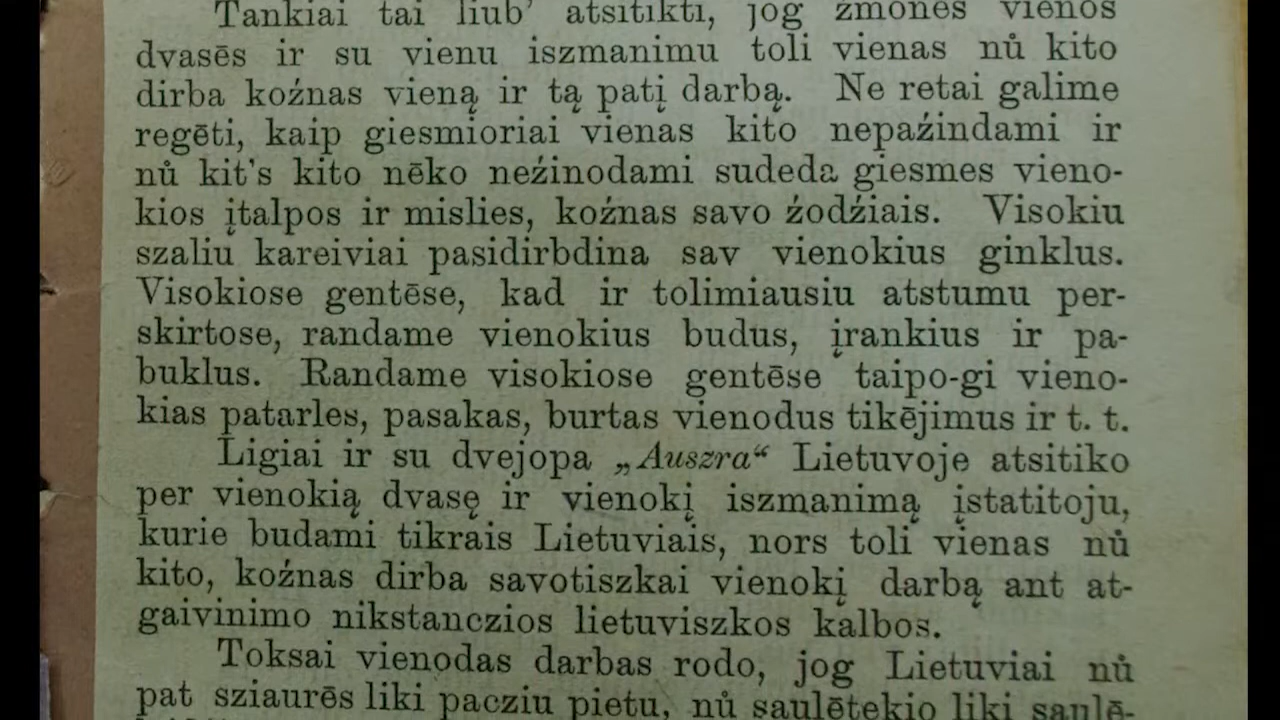 Tankiai tai liub’ atsitikti, jog žmonės vienos
dvasēs ir su vienu iszmanimu toli vienas nů kito
dirba koźnas vieną ir tą patį darbą. Ne retai galime
regēti, kaip giesmioriai vienas kito nepaźindami ir
nů kit’s kito nēko neźinodami sudeda giesmes vieno-
kios įtalpos ir mislies, koźnas savo źodźiais. Visokiu
szaliu kareiviai pasidirbdina sav vienokius ginklus.
Visokiose gentēse, kad ir tolimiausiu atstumu per-
skirtose, randame vienokius budus, įrankius ir pa-
buklus. Randame visokiose gentēse taipo-gi vieno-
kias patarles, pasakas, burtas vienodus tikējimus ir t. t.
Ligiai ir su dvejopa „Auszra“ Lietuvoje atsitiko
per vienokią dvasę ir vienokį iszmanimą įstatitoju,
kurie budami tikrais Lietuviais, nors toli vienas nů
kito, koźnas dirba savotiszkai vienokį darbą ant at-
gaivinimo nikstanczios lietuviszkos kalbos.
Toksai vienodas darbas rodo, jog Lietuviai nů
pat sziaurēs liki pacziu pietu, nů saulētekio liki saulē-